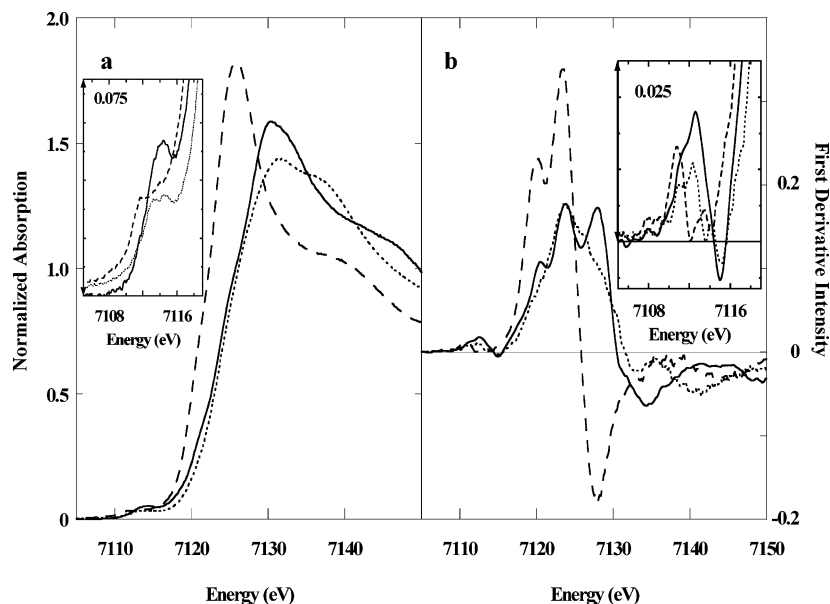 2.0
1.5
1.0
0.5
0
Normalized Absorption
a
0.075
7108
7116
Energy (eV)
7110
7120
7130
7140
Energy (eV)
b
0.025
7108
7116
Energy (eV)
7110
7120
7130
7140
7150
Energy (eV)
0.2
0
-0.2
First Derivative Intensity